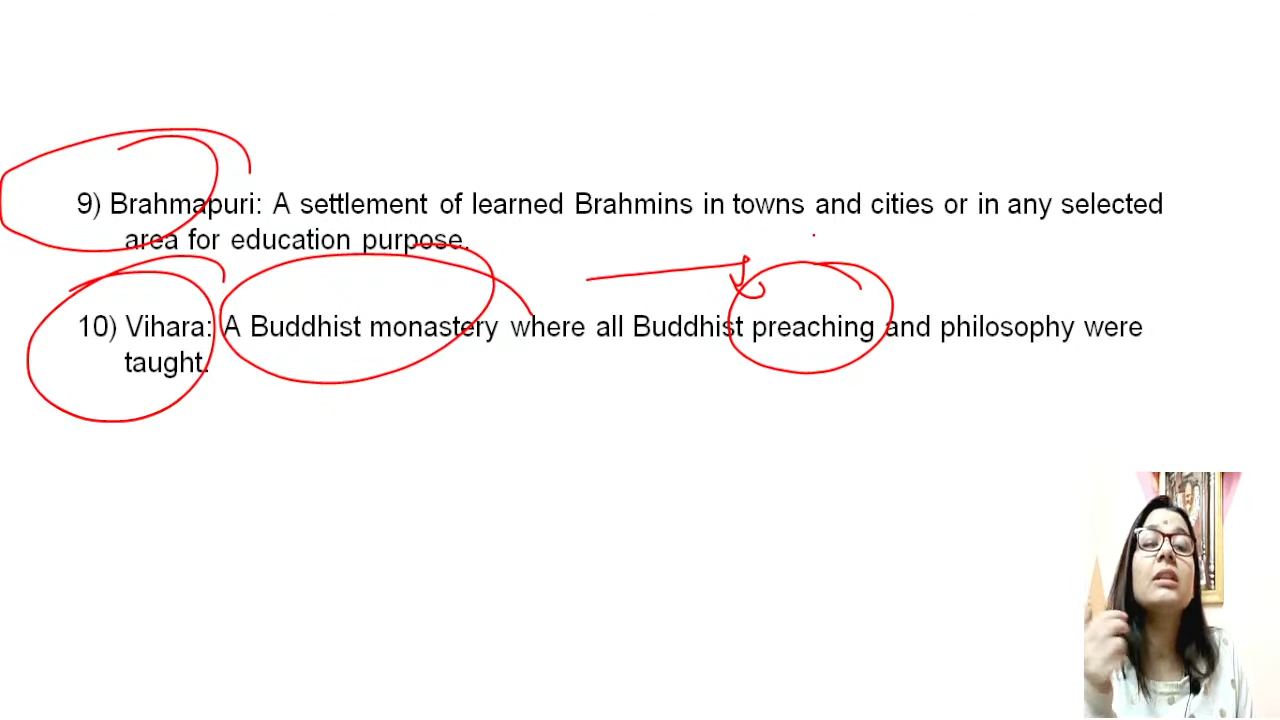 9) Brahmapuri: A settlement of learned Brahmins in towns and cities or in any selected
area for education purpose.
10) Vihara: A Buddhist monastery where all Buddhist preaching and philosophy were
taught.